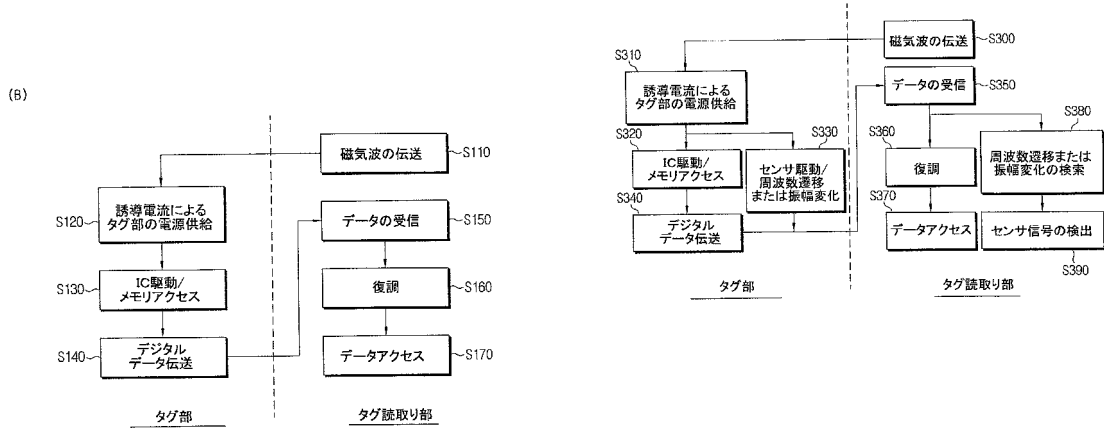 (B)
磁気波の伝送
S110
誘導電流による
タグ部の電源供給
S120
データの受信
S150
IC駆動/
メモリアクセス
S130
復調
S160
デジタル
データ伝送
S140
データアクセス
S170
タグ部
タグ読取り部
磁気波の伝送
S300
S310
誘導電流による
タグ部の電源供給
データの受信
S350
S320
IC駆動/
メモリアクセス
S330
センサ駆動/
周波数遷移
または振幅変化
S340
デジタル
データ伝送
S360
復調
S380
周波数遷移または
振幅変化の検索
S370
データアクセス
センサ信号の検出
S390
タグ部
タグ読取り部